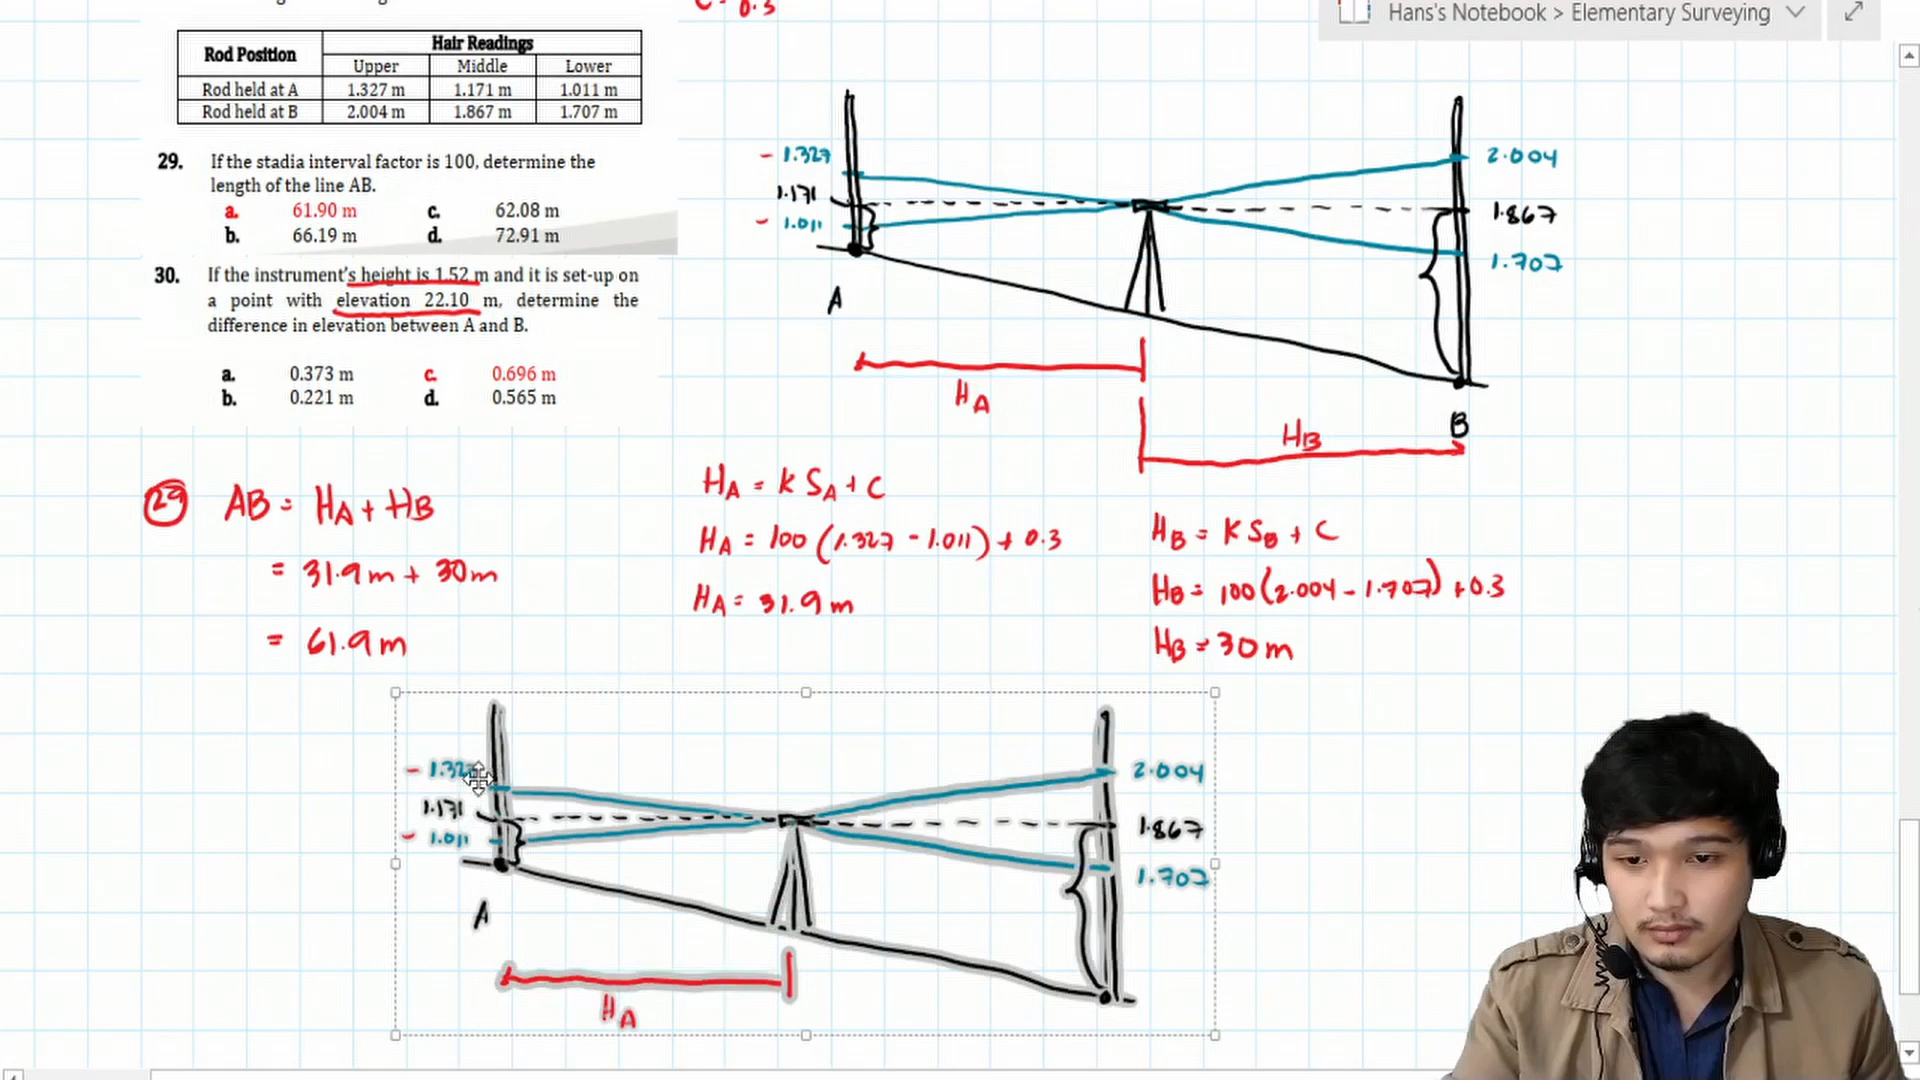 C = 0.3
Hans's Notebook > Elementary Surveying
Rod Position Hair Readings
Upper Middle Lower
Rod held at A 1.327 m 1.171 m 1.011 m
Rod held at B 2.004 m 1.867 m 1.707 m
29. If the stadia interval factor is 100, determine the
length of the line AB.
a. 61.90 m c. 62.08 m
b. 66.19 m d. 72.91 m
30. If the instrument's height is 1.52 m and it is set-up on
a point with elevation 22.10 m, determine the
difference in elevation between A and B.
a. 0.373 m c. 0.696 m
b. 0.221 m d. 0.565 m
- 1.327
1.171
- 1.011
2.004
1.867
1.707
A
B
HA
HB
29 AB = HA + HB
= 31.9m + 30m
= 61.9m
HA = K SA + C
HA = 100 (1.327 - 1.011) + 0.3
HA = 31.9 m
HB = K SB + C
HB = 100(2.004 - 1.707) + 0.3
HB = 30 m
1.171
- 1.011
2.004
1.867
1.707
A
HA